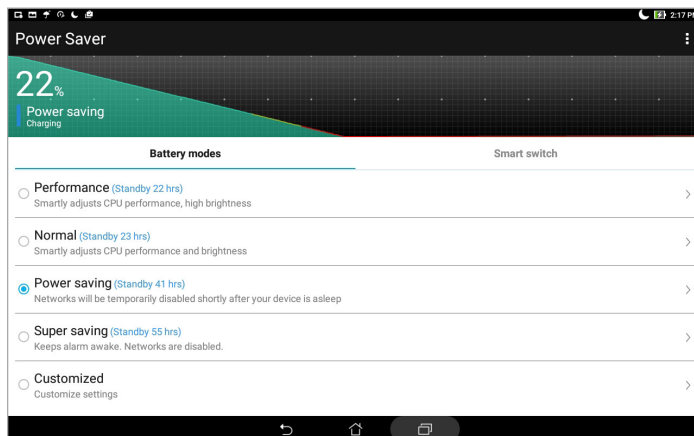 2:17 PM
Power Saver
22%
Power saving
Charging
Battery modes
Smart switch
Performance (Standby 22 hrs)
Smartly adjusts CPU performance, high brightness
Normal (Standby 23 hrs)
Smartly adjusts CPU performance and brightness
Power saving (Standby 41 hrs)
Networks will be temporarily disabled shortly after your device is asleep
Super saving (Standby 55 hrs)
Keeps alarm awake. Networks are disabled.
Customized
Customize settings